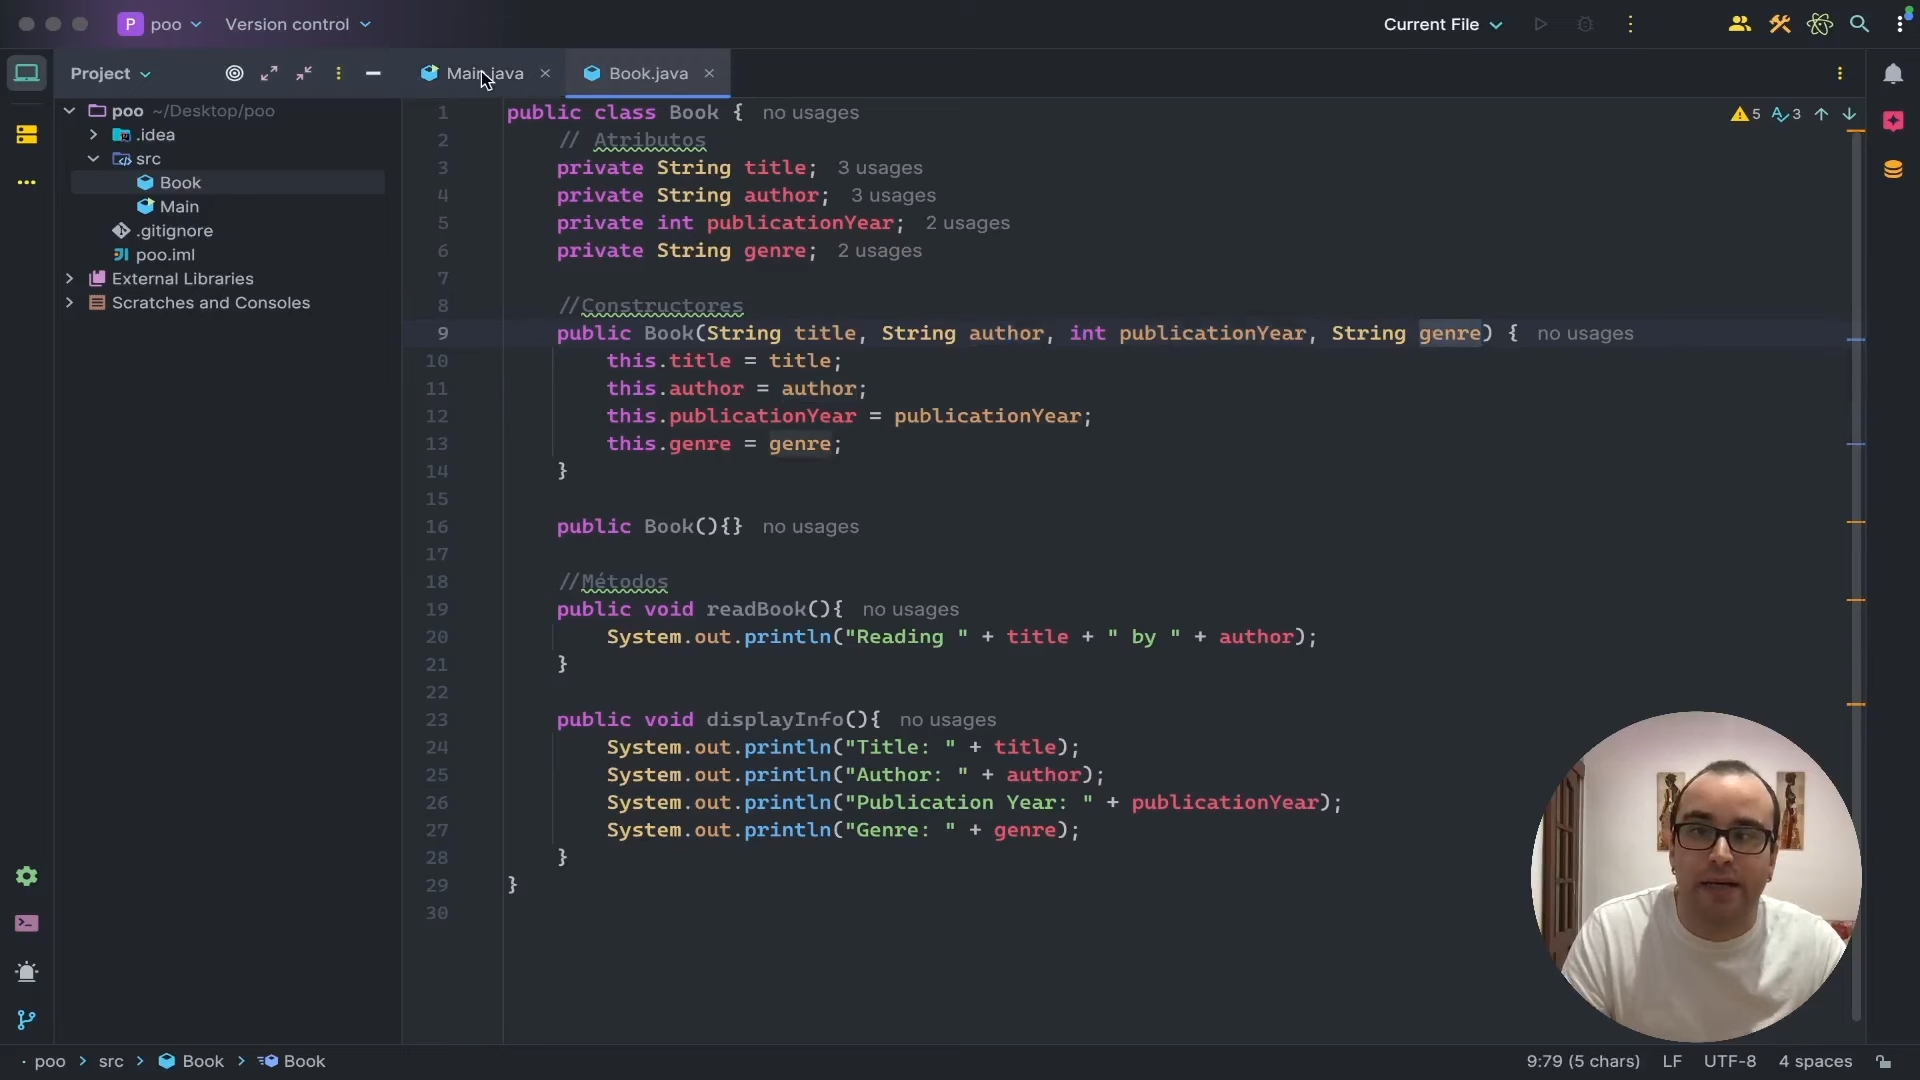 P poo Version control Current File
Project Main.java Book.java
poo ~/Desktop/poo
.idea
src
Book
Main
.gitignore
poo.iml
External Libraries
Scratches and Consoles
5 3
1 public class Book { no usages
2 // Atributos
3 private String title; 3 usages
4 private String author; 3 usages
5 private int publicationYear; 2 usages
6 private String genre; 2 usages
7
8 //Constructores
9 public Book(String title, String author, int publicationYear, String genre) { no usages
10 this.title = title;
11 this.author = author;
12 this.publicationYear = publicationYear;
13 this.genre = genre;
14 }
15
16 public Book(){} no usages
17
18 //Métodos
19 public void readBook(){ no usages
20 System.out.println("Reading " + title + " by " + author);
21 }
22
23 public void displayInfo(){ no usages
24 System.out.println("Title: " + title);
25 System.out.println("Author: " + author);
26 System.out.println("Publication Year: " + publicationYear);
27 System.out.println("Genre: " + genre);
28 }
29 }
30
poo > src > Book > Book 9:79 (5 chars) LF UTF-8 4 spaces